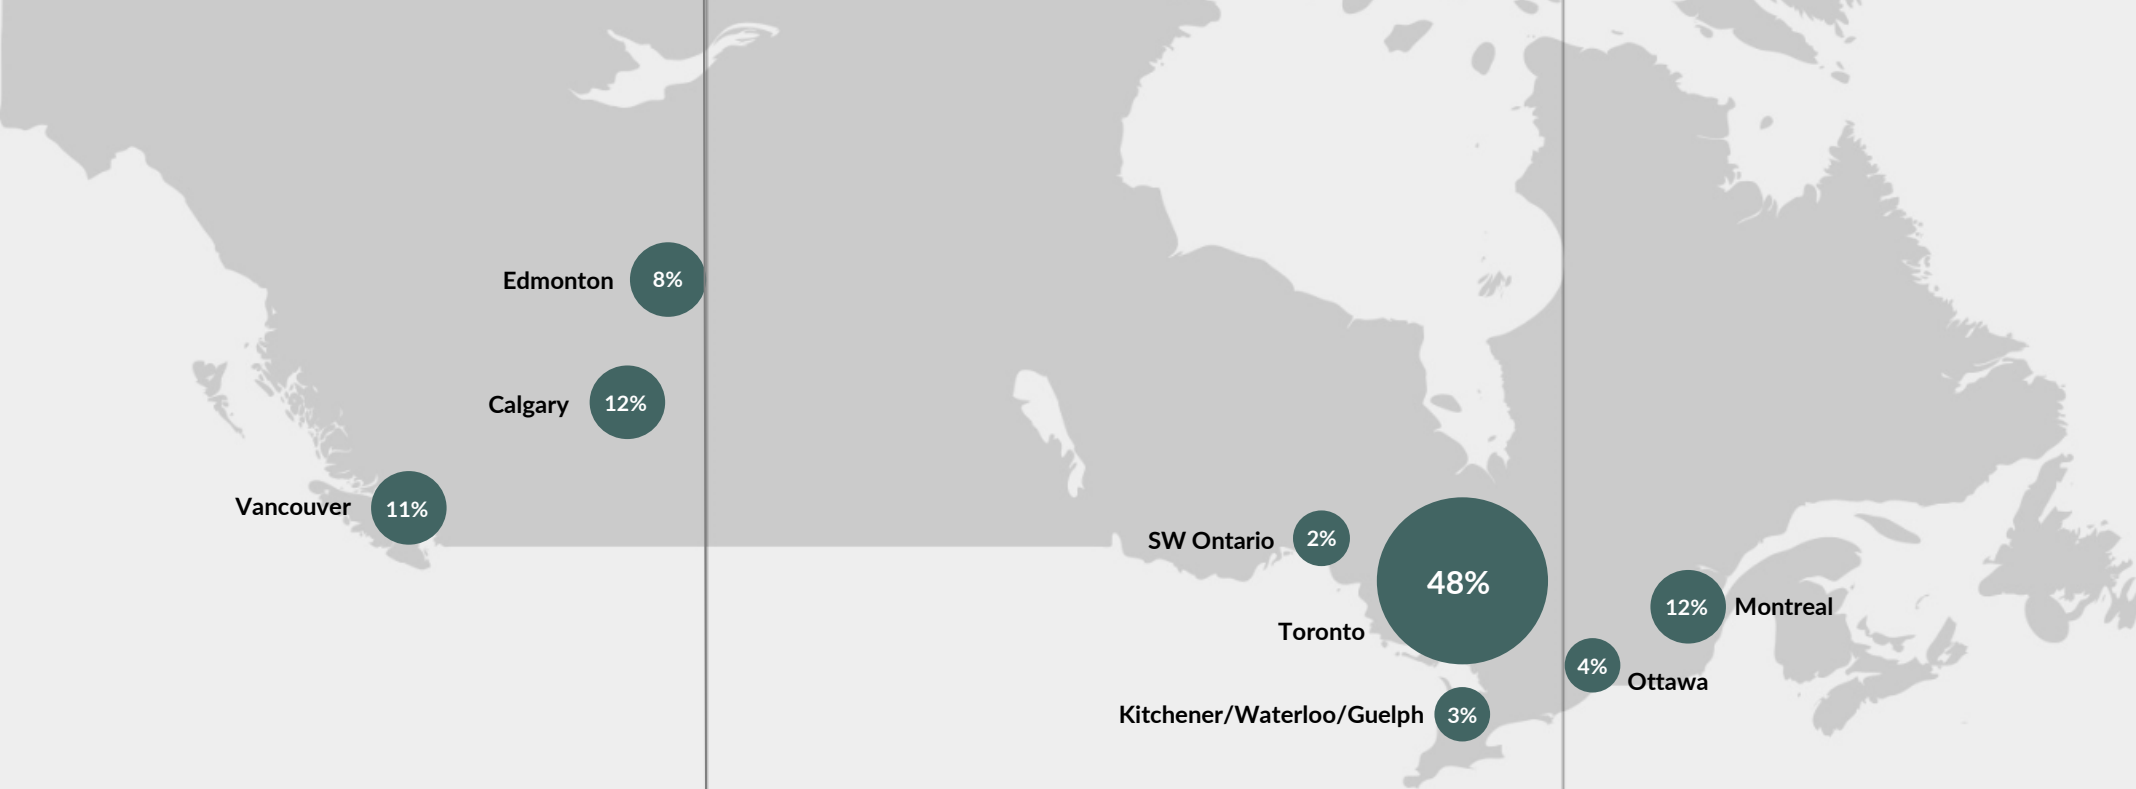 Edmonton 8%
Calgary 12%
Vancouver 11%
SW Ontario 2%
48%
Toronto
12% Montreal
4% Ottawa
Kitchener/Waterloo/Guelph 3%